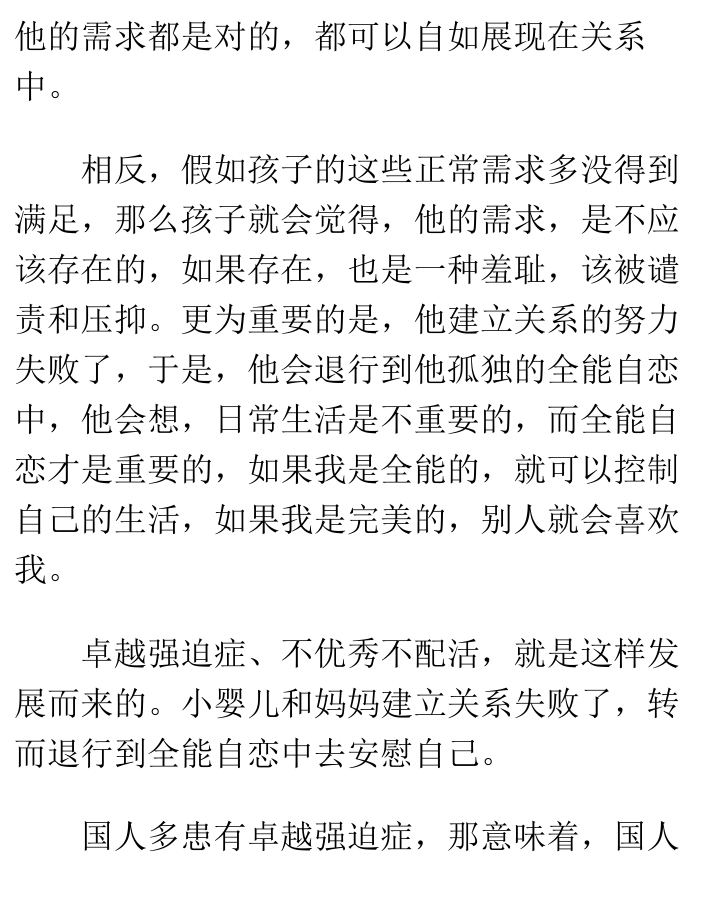 他的需求都是对的，都可以自如展现在关系
中。
相反，假如孩子的这些正常需求多没得到
满足，那么孩子就会觉得，他的需求，是不应
该存在的，如果存在，也是一种羞耻，该被谴
责和压抑。更为重要的是，他建立关系的努力
失败了，于是，他会退行到他孤独的全能自恋
中，他会想，日常生活是不重要的，而全能自
恋才是重要的，如果我是全能的，就可以控制
自己的生活，如果我是完美的，别人就会喜欢
我。
卓越强迫症、不优秀不配活，就是这样发
展而来的。小婴儿和妈妈建立关系失败了，转
而退行到全能自恋中去安慰自己。
国人多患有卓越强迫症，那意味着，国人